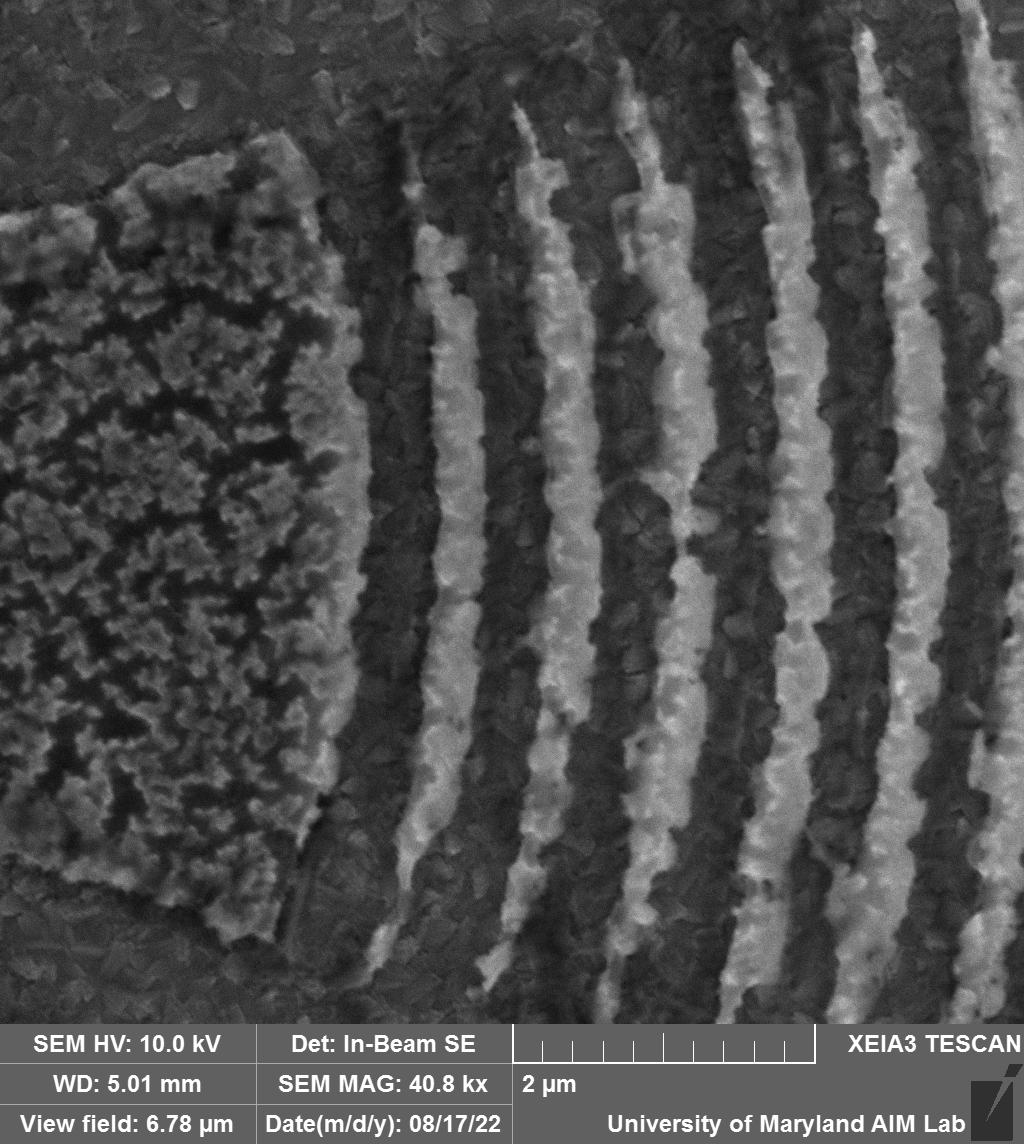 SEM HV: 10.0 kV
Det: In-Beam SE
XEIA3 TESCAN
WD: 5.01 mm
SEM MAG: 40.8 kx
2 µm
View field: 6.78 µm
Date(m/d/y): 08/17/22
University of Maryland AIM Lab